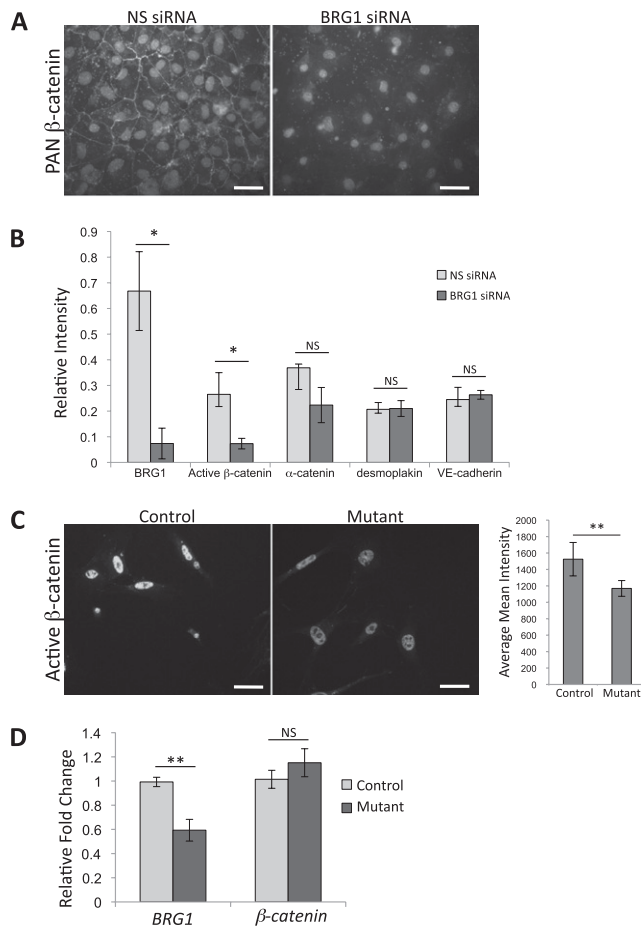 A
NS siRNA
BRG1 siRNA
PAN β-catenin
B
Relative Intensity
0.9
0.8
0.7
0.6
0.5
0.4
0.3
0.2
0.1
0
*
*
NS
NS
NS
NS siRNA
BRG1 siRNA
BRG1
Active β-catenin
α-catenin
desmoplakin
VE-cadherin
C
Control
Mutant
Active β-catenin
Average Mean Intensity
2000
1800
1600
1400
1200
1000
800
600
400
200
0
**
Control
Mutant
D
Relative Fold Change
1.4
1.2
1
0.8
0.6
0.4
0.2
0
**
NS
Control
Mutant
BRG1
β-catenin